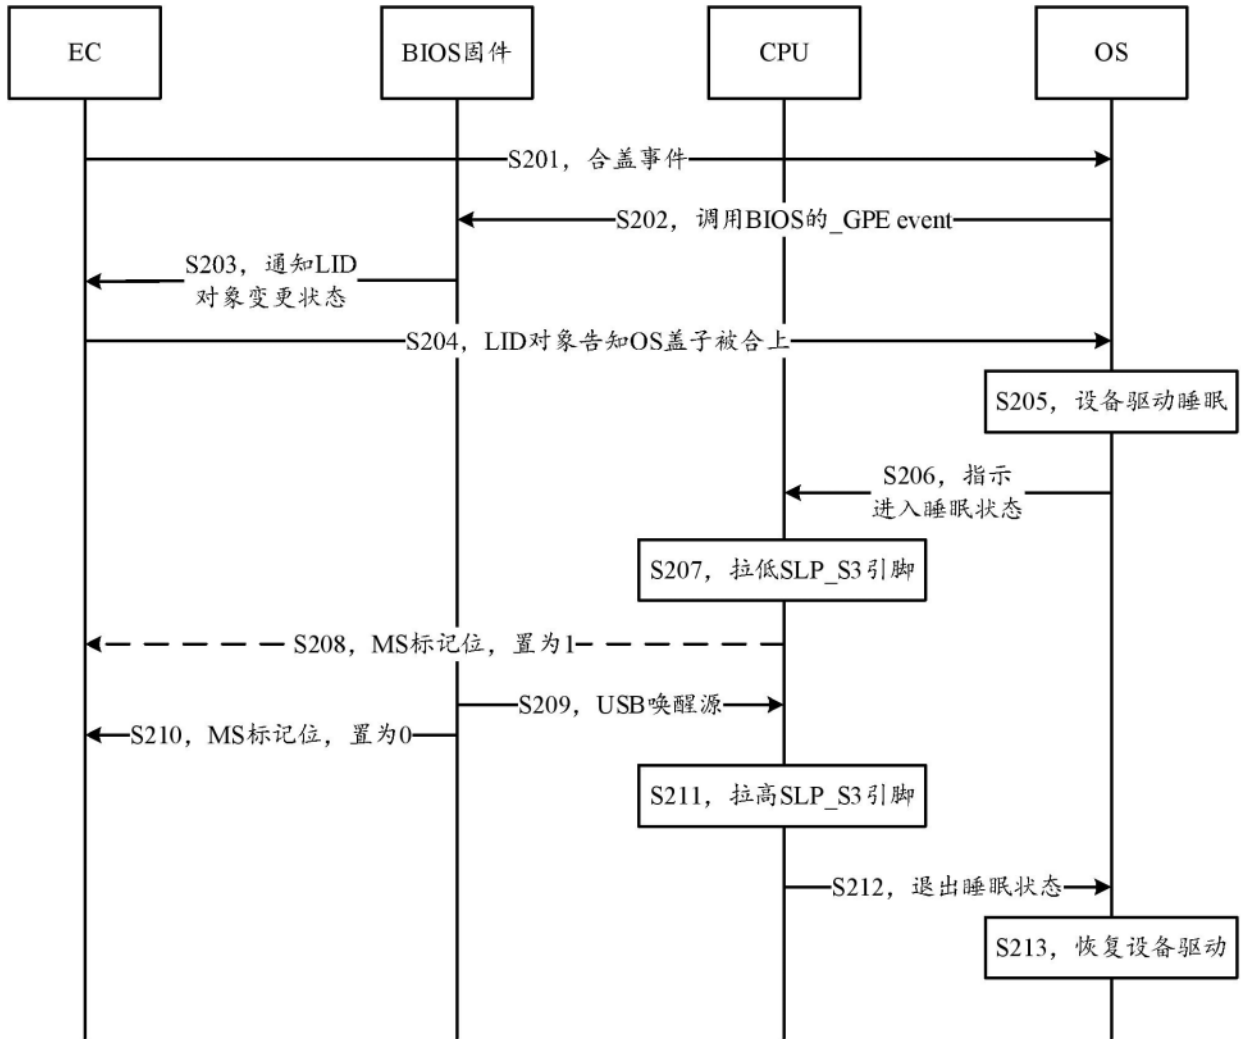 EC
BIOS固件
CPU
OS
S201，合盖事件
S202，调用BIOS的_GPE event
S203，通知LID
对象变更状态
S204，LID对象告知OS盖子被合上
S205，设备驱动睡眠
S206，指示
进入睡眠状态
S207，拉低SLP_S3引脚
S208，MS标记位，置为1
S209，USB唤醒源
S210，MS标记位，置为0
S211，拉高SLP_S3引脚
S212，退出睡眠状态
S213，恢复设备驱动